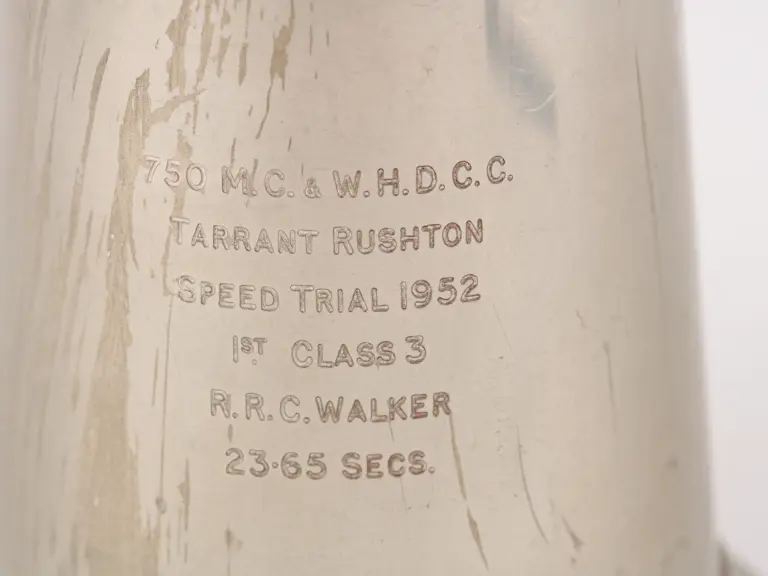 750 M.C. & W.H.D.C.C.
TARRANT RUSHTON
SPEED TRIAL 1952
1ST CLASS 3
R.R.C. WALKER
23·65 SECS.